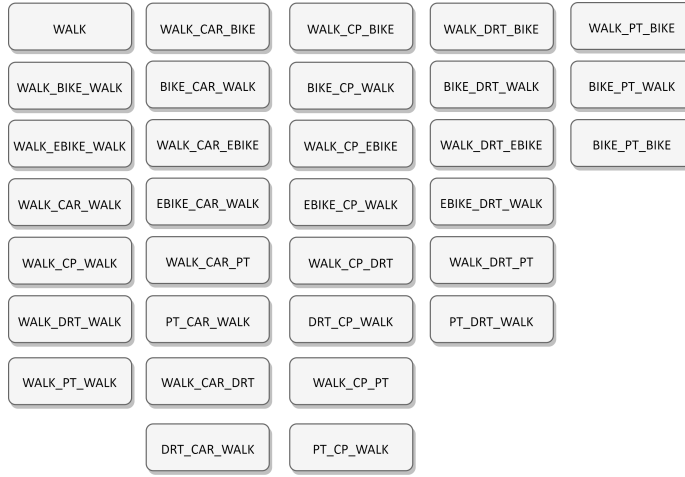 WALK
WALK_CAR_BIKE
WALK_CP_BIKE
WALK_DRT_BIKE
WALK_PT_BIKE
WALK_BIKE_WALK
BIKE_CAR_WALK
BIKE_CP_WALK
BIKE_DRT_WALK
BIKE_PT_WALK
WALK_EBIKE_WALK
WALK_CAR_EBIKE
WALK_CP_EBIKE
WALK_DRT_EBIKE
BIKE_PT_BIKE
WALK_CAR_WALK
EBIKE_CAR_WALK
EBIKE_CP_WALK
EBIKE_DRT_WALK
WALK_CP_WALK
WALK_CAR_PT
WALK_CP_DRT
WALK_DRT_PT
WALK_DRT_WALK
PT_CAR_WALK
DRT_CP_WALK
PT_DRT_WALK
WALK_PT_WALK
WALK_CAR_DRT
WALK_CP_PT
DRT_CAR_WALK
PT_CP_WALK